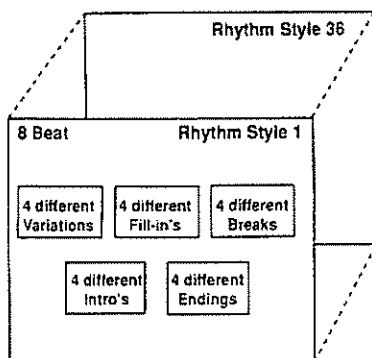 Rhythm Style 36
8 Beat Rhythm Style 1
4 different
Variations
4 different
Fill-in's
4 different
Breaks
4 different
Intro's
4 different
Endings